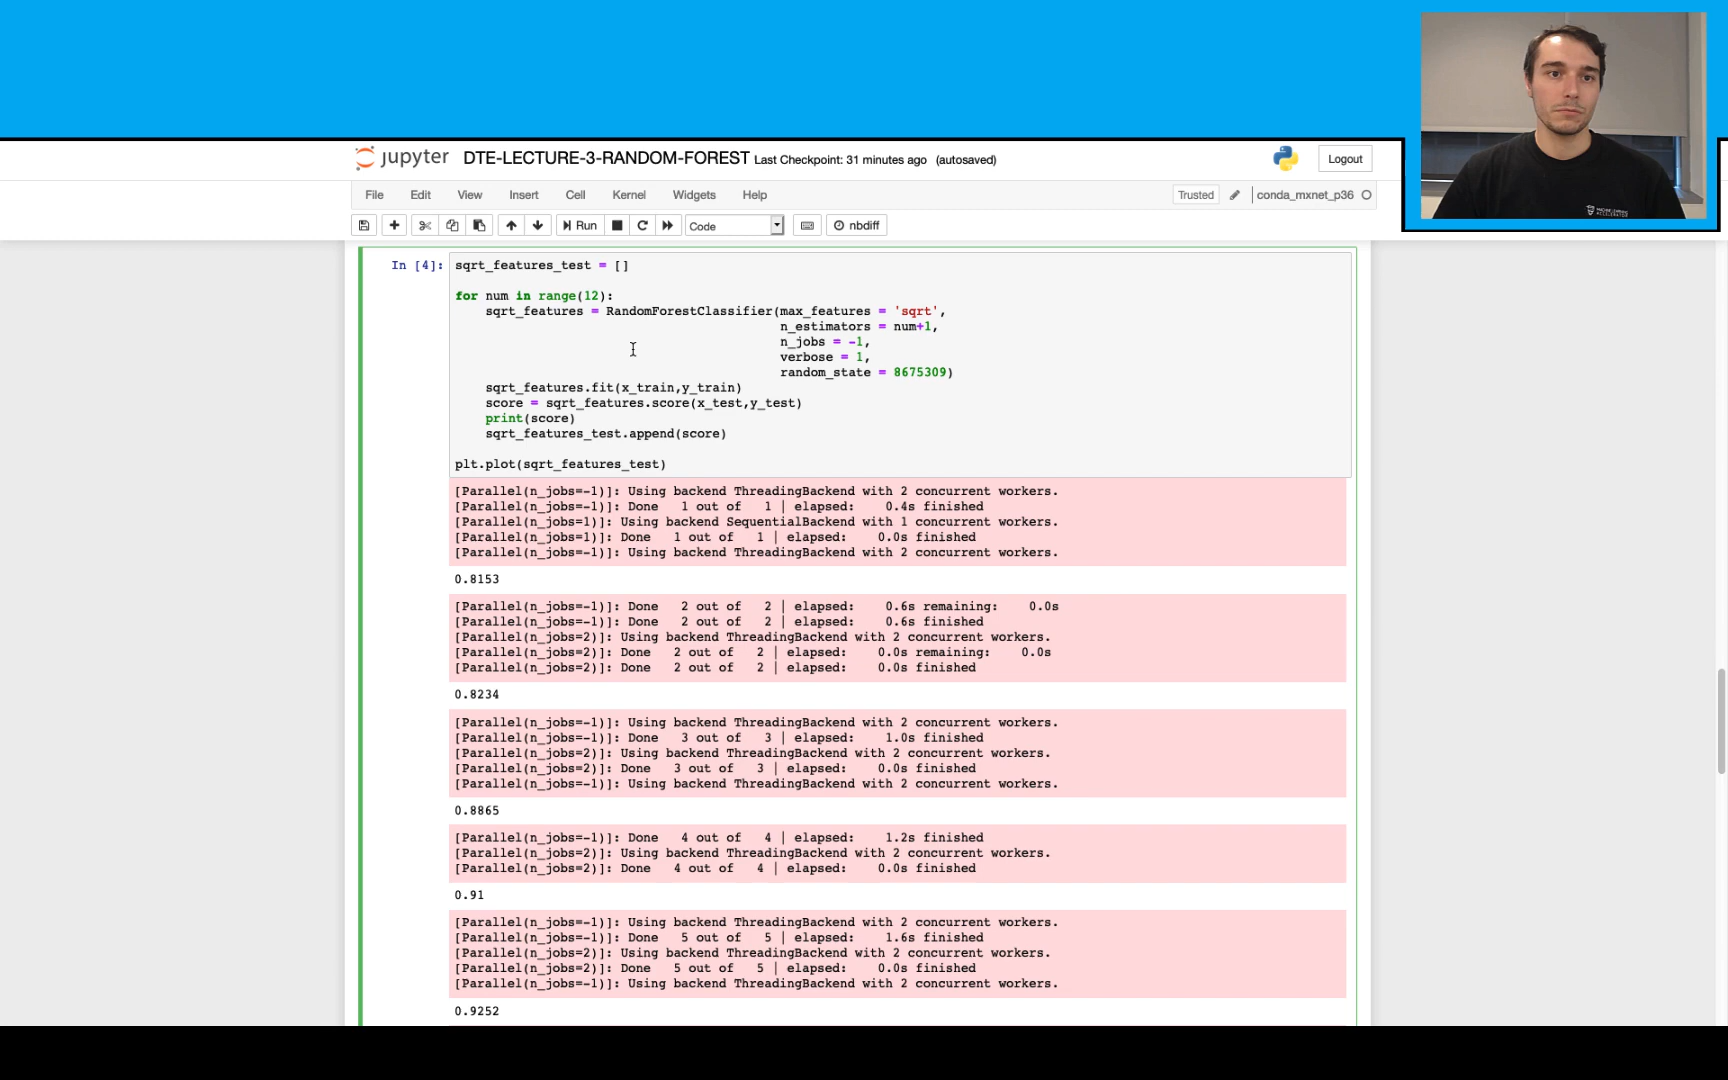 jupyter DTE-LECTURE-3-RANDOM-FOREST Last Checkpoint: 31 minutes ago (autosaved)
Logout
File Edit View Insert Cell Kernel Widgets Help
Trusted conda_mxnet_p36
Run Code nbdiff
In [4]: sqrt_features_test = []
for num in range(12):
sqrt_features = RandomForestClassifier(max_features = 'sqrt',
n_estimators = num+1,
n_jobs = -1,
verbose = 1,
random_state = 8675309)
sqrt_features.fit(x_train,y_train)
score = sqrt_features.score(x_test,y_test)
print(score)
sqrt_features_test.append(score)
plt.plot(sqrt_features_test)
[Parallel(n_jobs=-1)]: Using backend ThreadingBackend with 2 concurrent workers.
[Parallel(n_jobs=-1)]: Done 1 out of 1 | elapsed: 0.4s finished
[Parallel(n_jobs=1)]: Using backend SequentialBackend with 1 concurrent workers.
[Parallel(n_jobs=1)]: Done 1 out of 1 | elapsed: 0.0s finished
[Parallel(n_jobs=-1)]: Using backend ThreadingBackend with 2 concurrent workers.
0.8153
[Parallel(n_jobs=-1)]: Done 2 out of 2 | elapsed: 0.6s remaining: 0.0s
[Parallel(n_jobs=-1)]: Done 2 out of 2 | elapsed: 0.6s finished
[Parallel(n_jobs=2)]: Using backend ThreadingBackend with 2 concurrent workers.
[Parallel(n_jobs=2)]: Done 2 out of 2 | elapsed: 0.0s remaining: 0.0s
[Parallel(n_jobs=2)]: Done 2 out of 2 | elapsed: 0.0s finished
0.8234
[Parallel(n_jobs=-1)]: Using backend ThreadingBackend with 2 concurrent workers.
[Parallel(n_jobs=-1)]: Done 3 out of 3 | elapsed: 1.0s finished
[Parallel(n_jobs=2)]: Using backend ThreadingBackend with 2 concurrent workers.
[Parallel(n_jobs=2)]: Done 3 out of 3 | elapsed: 0.0s finished
[Parallel(n_jobs=-1)]: Using backend ThreadingBackend with 2 concurrent workers.
0.8865
[Parallel(n_jobs=-1)]: Done 4 out of 4 | elapsed: 1.2s finished
[Parallel(n_jobs=2)]: Using backend ThreadingBackend with 2 concurrent workers.
[Parallel(n_jobs=2)]: Done 4 out of 4 | elapsed: 0.0s finished
0.91
[Parallel(n_jobs=-1)]: Using backend ThreadingBackend with 2 concurrent workers.
[Parallel(n_jobs=-1)]: Done 5 out of 5 | elapsed: 1.6s finished
[Parallel(n_jobs=2)]: Using backend ThreadingBackend with 2 concurrent workers.
[Parallel(n_jobs=2)]: Done 5 out of 5 | elapsed: 0.0s finished
[Parallel(n_jobs=-1)]: Using backend ThreadingBackend with 2 concurrent workers.
0.9252